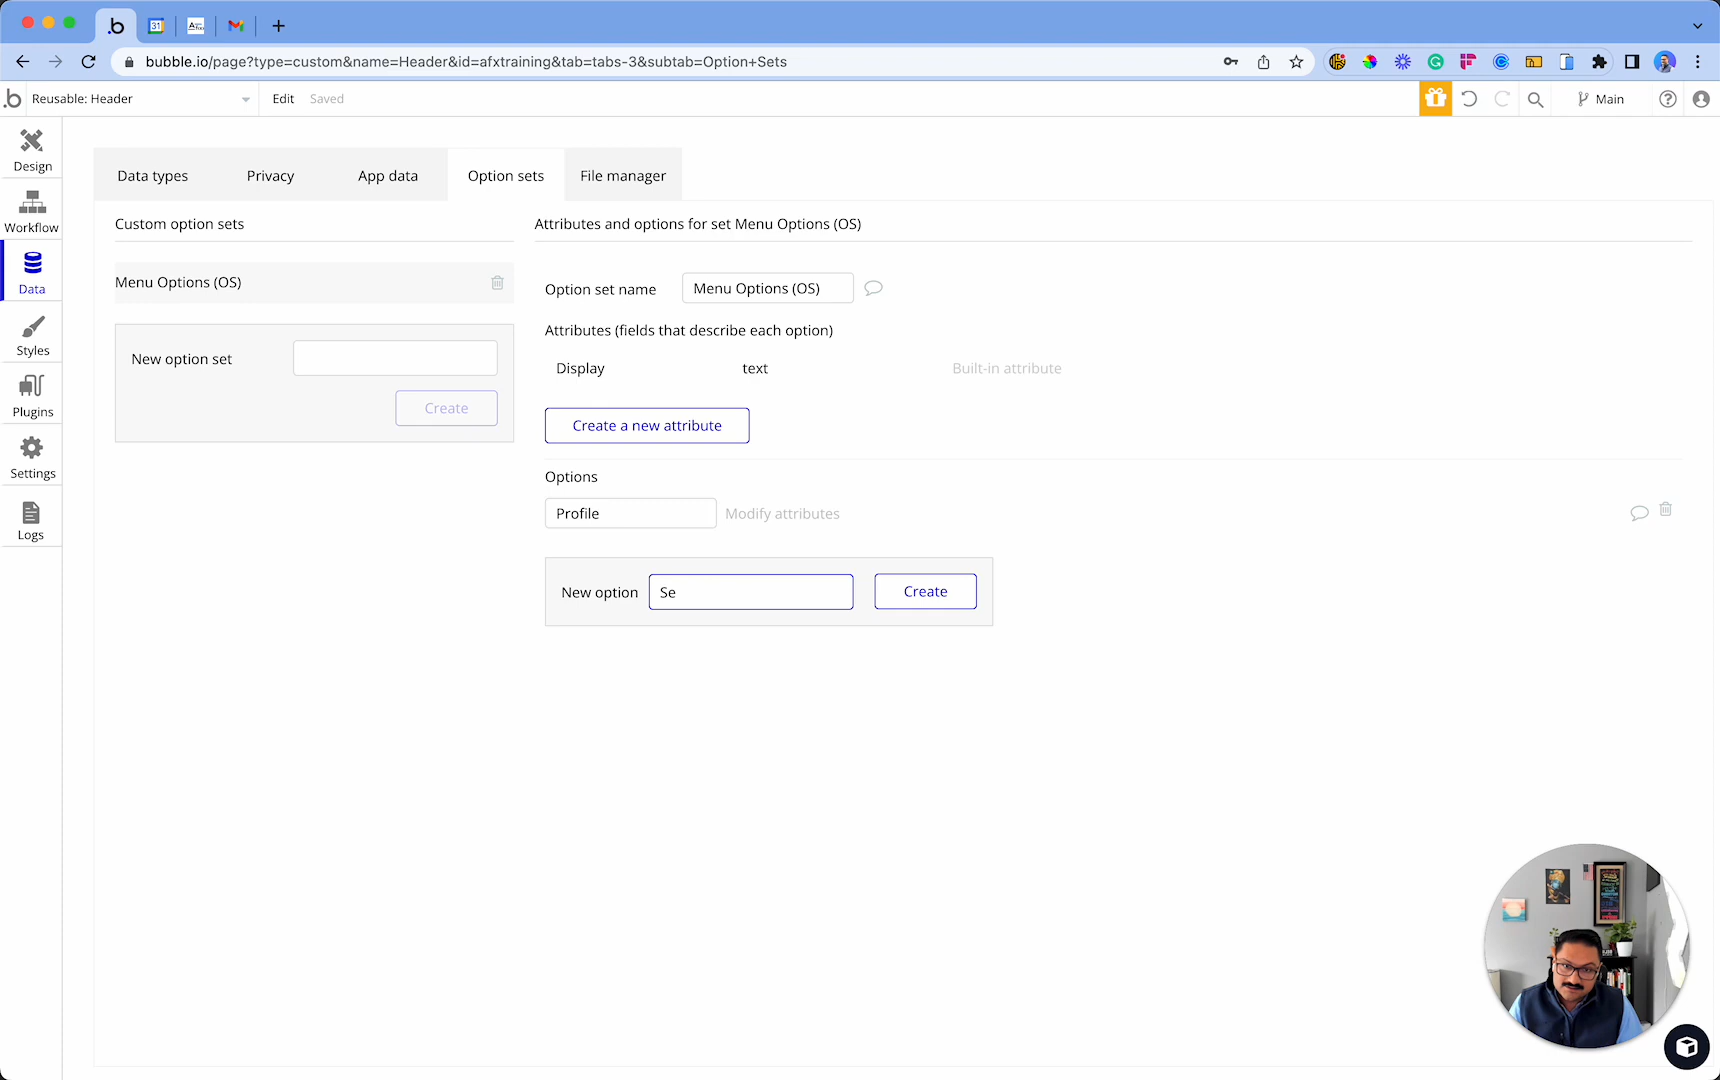 bubble.io/page?type=custom&name=Header&id=afxtraining&tab=tabs-3&subtab=Option+Sets
Reusable: Header
Edit
Saved
Main
Design
Workflow
Data
Styles
Plugins
Settings
Logs
Data types
Privacy
App data
Option sets
File manager
Custom option sets
Menu Options (OS)
New option set
Create
Attributes and options for set Menu Options (OS)
Option set name
Menu Options (OS)
Attributes (fields that describe each option)
Display
text
Built-in attribute
Create a new attribute
Options
Profile
Modify attributes
New option
Se
Create